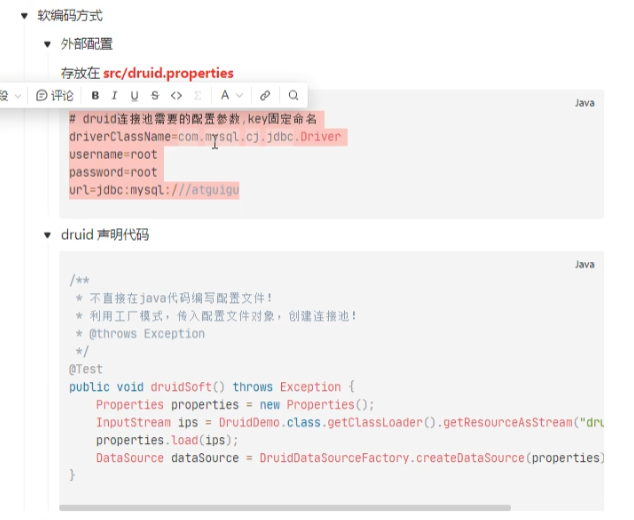 软编码方式
外部配置
存放在 src/druid.properties
段 评论 B I U S <> Σ A
Java
# druid连接池需要的配置参数,key固定命名
driverClassName=com.mysql.cj.jdbc.Driver
username=root
password=root
url=jdbc:mysql:///atguigu
druid 声明代码
Java
/**
* 不直接在java代码编写配置文件！
* 利用工厂模式，传入配置文件对象，创建连接池！
* @throws Exception
*/
@Test
public void druidSoft() throws Exception {
Properties properties = new Properties();
InputStream ips = DruidDemo.class.getClassLoader().getResourceAsStream("dru
properties.load(ips);
DataSource dataSource = DruidDataSourceFactory.createDataSource(properties)
}